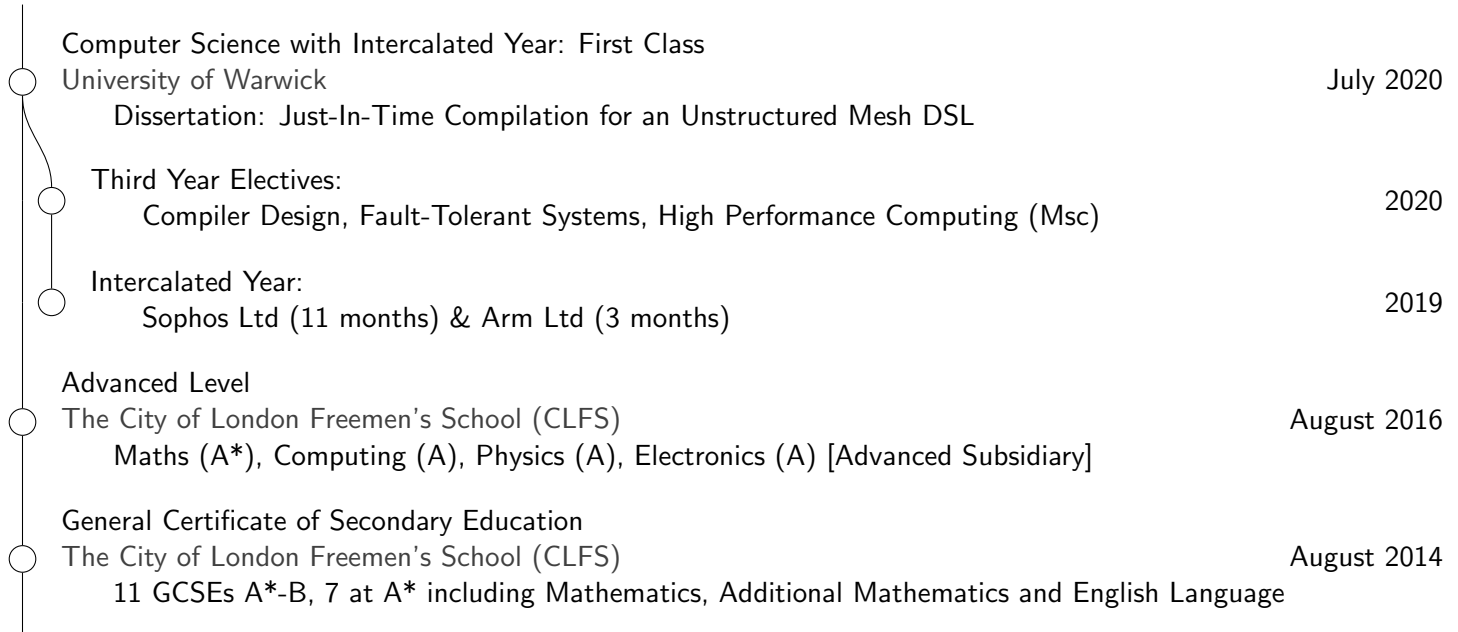 Computer Science with Intercalated Year: First Class
University of Warwick July 2020
Dissertation: Just-In-Time Compilation for an Unstructured Mesh DSL
Third Year Electives:
2020
Compiler Design, Fault-Tolerant Systems, High Performance Computing (Msc)
Intercalated Year:
2019
Sophos Ltd (11 months) & Arm Ltd (3 months)
Advanced Level
The City of London Freemen's School (CLFS) August 2016
Maths (A*), Computing (A), Physics (A), Electronics (A) [Advanced Subsidiary]
General Certificate of Secondary Education
The City of London Freemen's School (CLFS) August 2014
11 GCSEs A*-B, 7 at A* including Mathematics, Additional Mathematics and English Language